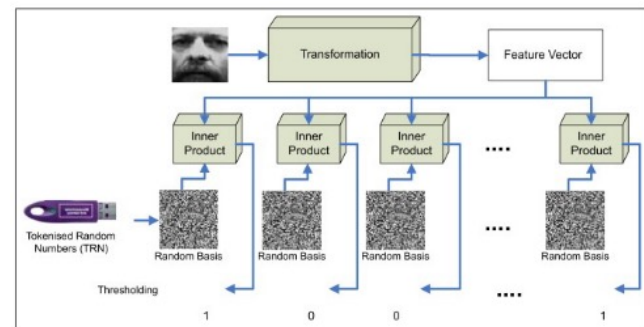 Transformation
Feature Vector
Inner
Product
Inner
Product
Inner
Product
....
Inner
Product
Tokenised Random
Numbers (TRN)
Random Basis
Random Basis
Random Basis
....
Random Basis
Thresholding
....
1
0
0
1